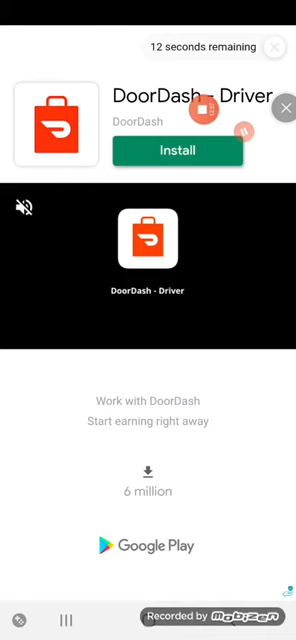 12 seconds remaining
DoorDash - Driver
DoorDash
Install
DoorDash - Driver
Work with DoorDash
Start earning right away
6 million
Google Play
Recorded by MOBIZEN